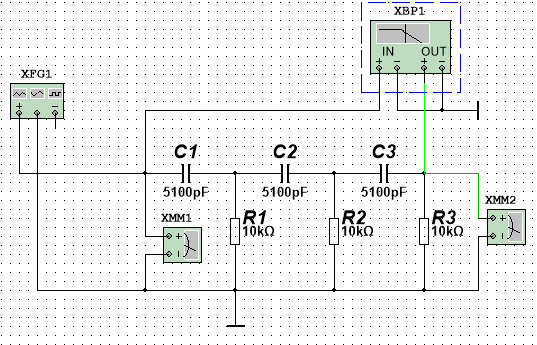 XBP1
IN OUT
+ - + -
XFG1
+ -
C1 C2 C3
5100pF 5100pF 5100pF
XMM1
+
-
R1
10kΩ
R2
10kΩ
R3
10kΩ
XMM2
+
-